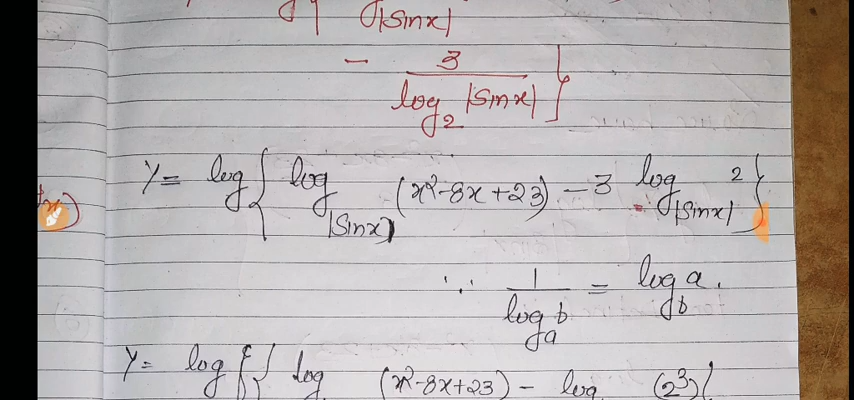 |sinx|
- 3 / log₂ |sinx| }
Y = log { log|sinx| (x²-8x+23) - 3 log|sinx| 2 }
∵ 1 / logₐ b = log_b a.
Y = log { { log (x²-8x+23) - log (2³) {